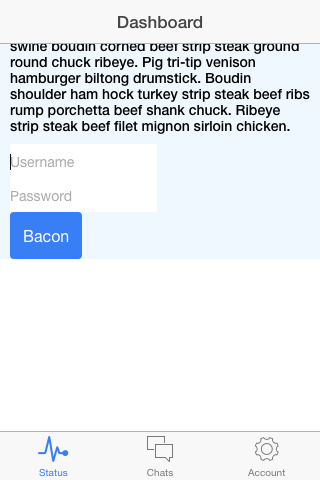 Dashboard
swine boudin corned beef strip steak ground
round chuck ribeye. Pig tri-tip venison
hamburger biltong drumstick. Boudin
shoulder ham hock turkey strip steak beef ribs
rump porchetta beef shank chuck. Ribeye
strip steak beef filet mignon sirloin chicken.
Username
Password
Bacon
Status
Chats
Account